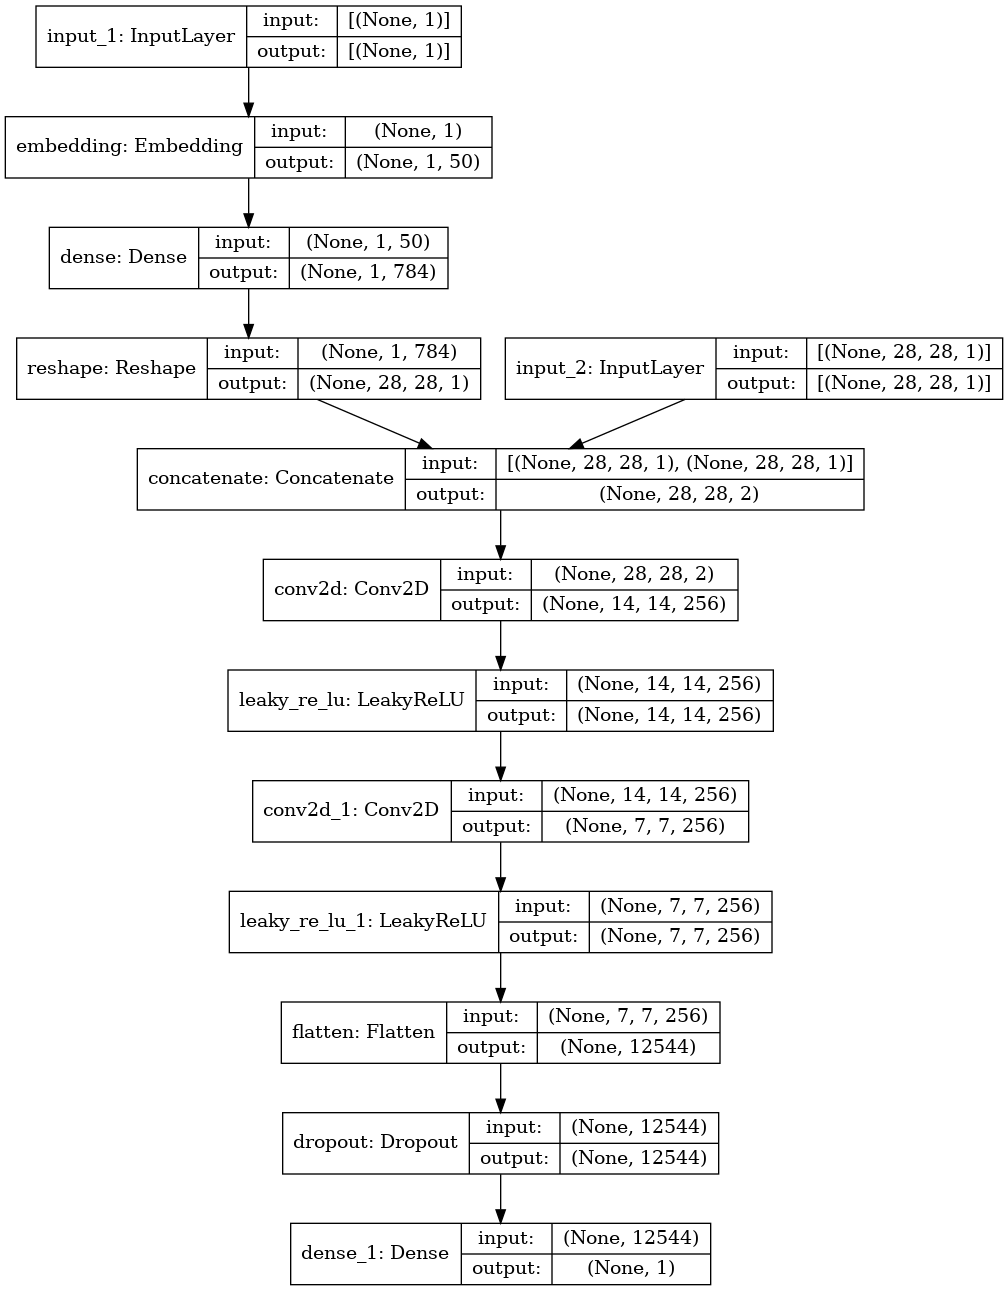 input_1: InputLayer
input: [(None, 1)]
output: [(None, 1)]
embedding: Embedding
input: (None, 1)
output: (None, 1, 50)
dense: Dense
input: (None, 1, 50)
output: (None, 1, 784)
reshape: Reshape
input: (None, 1, 784)
output: (None, 28, 28, 1)
input_2: InputLayer
input: [(None, 28, 28, 1)]
output: [(None, 28, 28, 1)]
concatenate: Concatenate
input: [(None, 28, 28, 1), (None, 28, 28, 1)]
output: (None, 28, 28, 2)
conv2d: Conv2D
input: (None, 28, 28, 2)
output: (None, 14, 14, 256)
leaky_re_lu: LeakyReLU
input: (None, 14, 14, 256)
output: (None, 14, 14, 256)
conv2d_1: Conv2D
input: (None, 14, 14, 256)
output: (None, 7, 7, 256)
leaky_re_lu_1: LeakyReLU
input: (None, 7, 7, 256)
output: (None, 7, 7, 256)
flatten: Flatten
input: (None, 7, 7, 256)
output: (None, 12544)
dropout: Dropout
input: (None, 12544)
output: (None, 12544)
dense_1: Dense
input: (None, 12544)
output: (None, 1)